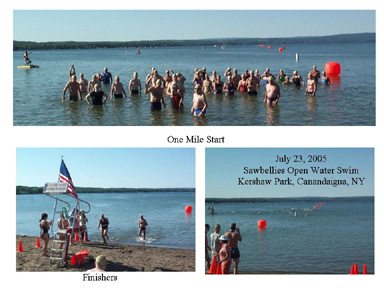 One Mile Start
July 23, 2005
Sawbellies Open Water Swim
Kershaw Park, Canandaigua, NY
Finishers